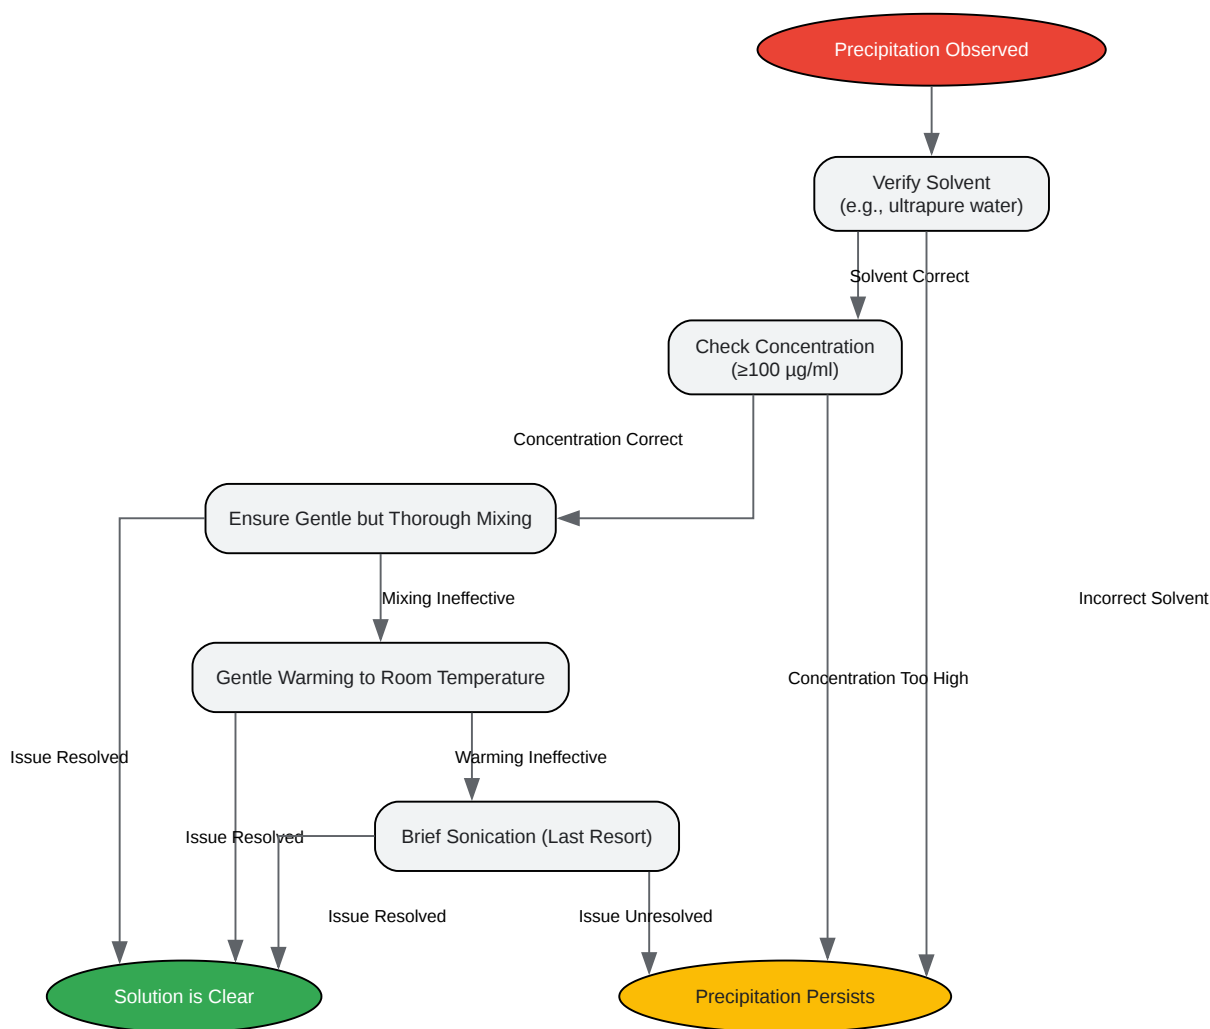 Precipitation Observed
Verify Solvent
(e.g., ultrapure water)
Solvent Correct
Check Concentration
(≥100 µg/ml)
Concentration Correct
Ensure Gentle but Thorough Mixing
Mixing Ineffective
Incorrect Solvent
Gentle Warming to Room Temperature
Concentration Too High
Issue Resolved
Warming Ineffective
Issue Resolved
Brief Sonication (Last Resort)
Issue Resolved
Issue Unresolved
Solution is Clear
Precipitation Persists